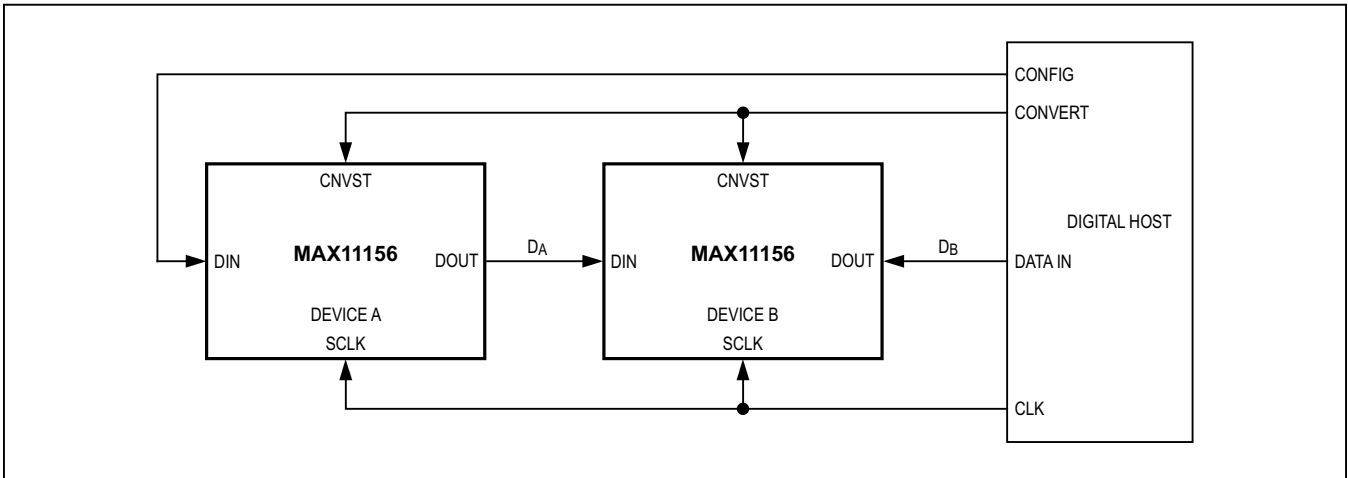 CONFIG
CONVERT
CNVST
CNVST
DIGITAL HOST
DIN
MAX11156
DOUT
DA
DIN
MAX11156
DOUT
DB
DATA IN
DEVICE A
DEVICE B
SCLK
SCLK
CLK